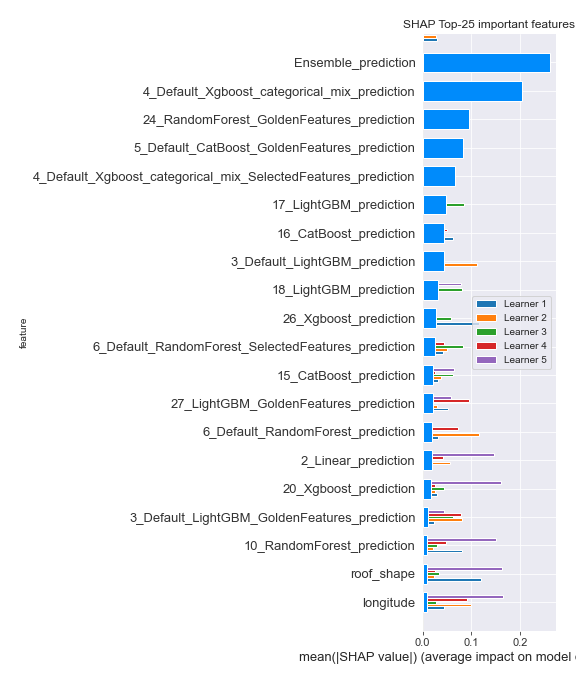 SHAP Top-25 important features
Ensemble_prediction
4_Default_Xgboost_categorical_mix_prediction
24_RandomForest_GoldenFeatures_prediction
5_Default_CatBoost_GoldenFeatures_prediction
4_Default_Xgboost_categorical_mix_SelectedFeatures_prediction
17_LightGBM_prediction
16_CatBoost_prediction
3_Default_LightGBM_prediction
18_LightGBM_prediction
26_Xgboost_prediction
6_Default_RandomForest_SelectedFeatures_prediction
15_CatBoost_prediction
27_LightGBM_GoldenFeatures_prediction
6_Default_RandomForest_prediction
2_Linear_prediction
20_Xgboost_prediction
3_Default_LightGBM_GoldenFeatures_prediction
10_RandomForest_prediction
roof_shape
longitude
feature
Learner 1
Learner 2
Learner 3
Learner 4
Learner 5
0.0 0.1 0.2
mean(|SHAP value|) (average impact on model